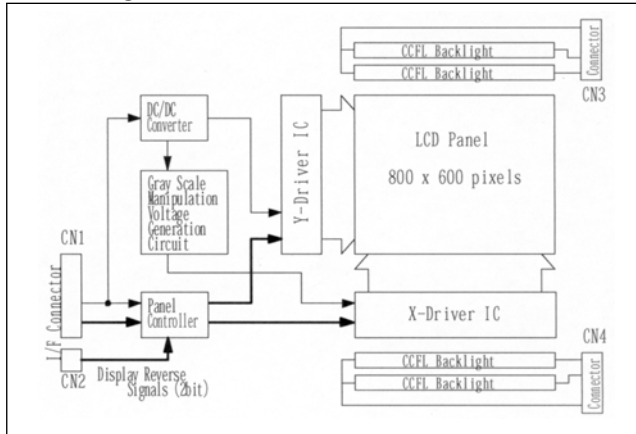 CCFL Backlight
CCFL Backlight
Connector
CN3
DC/DC
Converter
Y-Driver IC
LCD Panel
800 x 600 pixels
Gray Scale
Manipulation
Voltage
Generation
Circuit
CN1
I/F Connector
Panel
Controller
X-Driver IC
CN4
CN2
Display Reverse
Signals (2bit)
CCFL Backlight
CCFL Backlight
Connector